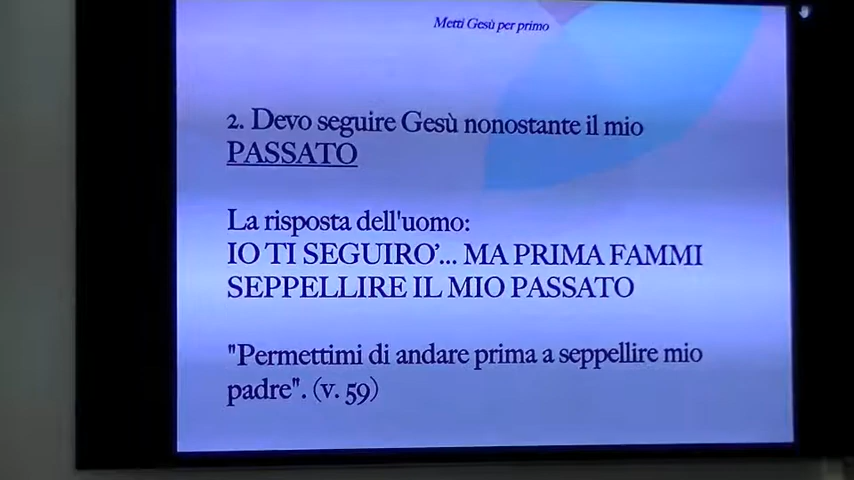 Metti Gesù per primo
2. Devo seguire Gesù nonostante il mio
PASSATO
La risposta dell'uomo:
IO TI SEGUIRO'... MA PRIMA FAMMI
SEPPELLIRE IL MIO PASSATO
"Permettimi di andare prima a seppellire mio
padre". (v. 59)